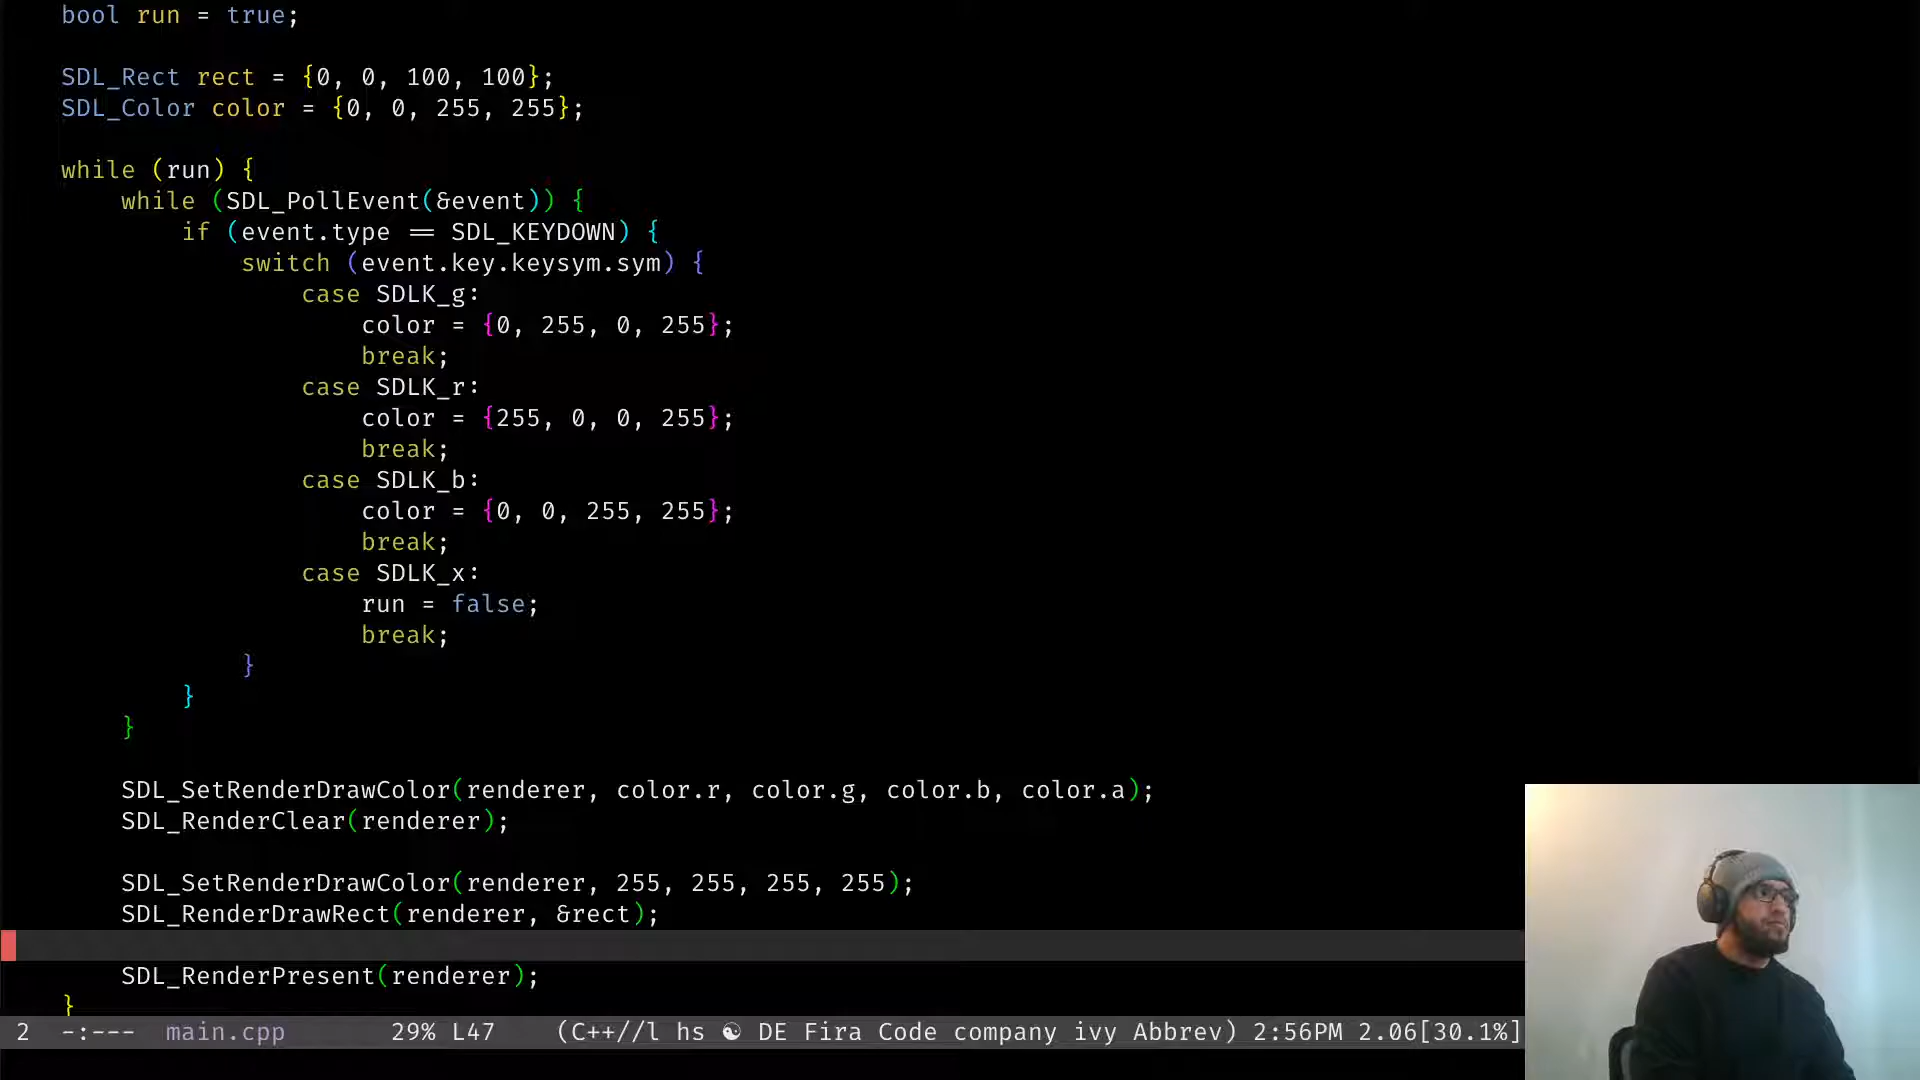 bool run = true;
SDL_Rect rect = {0, 0, 100, 100};
SDL_Color color = {0, 0, 255, 255};
while (run) {
while (SDL_PollEvent(&event)) {
if (event.type == SDL_KEYDOWN) {
switch (event.key.keysym.sym) {
case SDLK_g:
color = {0, 255, 0, 255};
break;
case SDLK_r:
color = {255, 0, 0, 255};
break;
case SDLK_b:
color = {0, 0, 255, 255};
break;
case SDLK_x:
run = false;
break;
}
}
}
SDL_SetRenderDrawColor(renderer, color.r, color.g, color.b, color.a);
SDL_RenderClear(renderer);
SDL_SetRenderDrawColor(renderer, 255, 255, 255, 255);
SDL_RenderDrawRect(renderer, &rect);
SDL_RenderPresent(renderer);
}
2 -:--- main.cpp 29% L47 (C++//l hs ☯ DE Fira Code company ivy Abbrev) 2:56PM 2.06[30.1%]